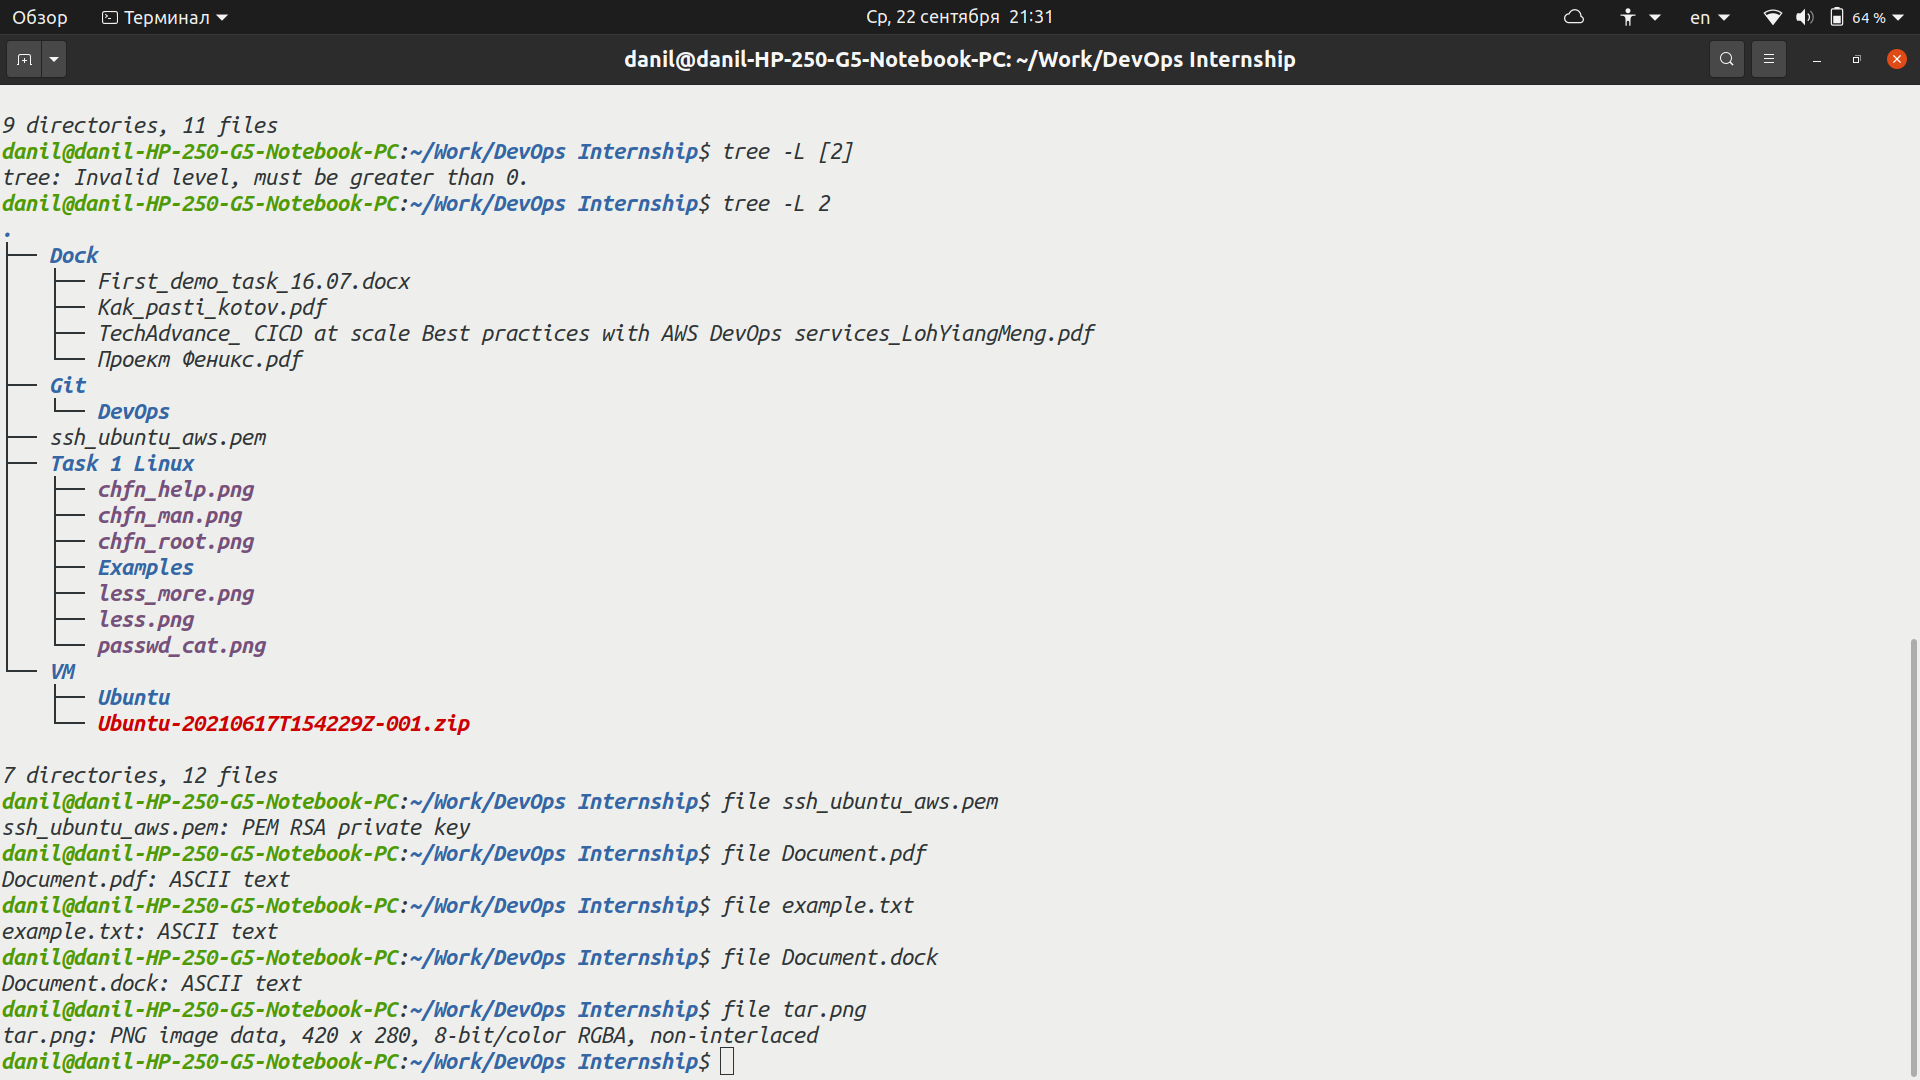 Обзор Терминал Ср, 22 сентября 21:31 en 64 %
danil@danil-HP-250-G5-Notebook-PC: ~/Work/DevOps Internship
9 directories, 11 files
danil@danil-HP-250-G5-Notebook-PC:~/Work/DevOps Internship$ tree -L [2]
tree: Invalid level, must be greater than 0.
danil@danil-HP-250-G5-Notebook-PC:~/Work/DevOps Internship$ tree -L 2
.
├── Dock
│   ├── First_demo_task_16.07.docx
│   ├── Kak_pasti_kotov.pdf
│   ├── TechAdvance_ CICD at scale Best practices with AWS DevOps services_LohYiangMeng.pdf
│   └── Проект Феникс.pdf
├── Git
│   └── DevOps
├── ssh_ubuntu_aws.pem
├── Task 1 Linux
│   ├── chfn_help.png
│   ├── chfn_man.png
│   ├── chfn_root.png
│   ├── Examples
│   ├── less_more.png
│   ├── less.png
│   └── passwd_cat.png
└── VM
    ├── Ubuntu
    └── Ubuntu-20210617T154229Z-001.zip
7 directories, 12 files
danil@danil-HP-250-G5-Notebook-PC:~/Work/DevOps Internship$ file ssh_ubuntu_aws.pem
ssh_ubuntu_aws.pem: PEM RSA private key
danil@danil-HP-250-G5-Notebook-PC:~/Work/DevOps Internship$ file Document.pdf
Document.pdf: ASCII text
danil@danil-HP-250-G5-Notebook-PC:~/Work/DevOps Internship$ file example.txt
example.txt: ASCII text
danil@danil-HP-250-G5-Notebook-PC:~/Work/DevOps Internship$ file Document.dock
Document.dock: ASCII text
danil@danil-HP-250-G5-Notebook-PC:~/Work/DevOps Internship$ file tar.png
tar.png: PNG image data, 420 x 280, 8-bit/color RGBA, non-interlaced
danil@danil-HP-250-G5-Notebook-PC:~/Work/DevOps Internship$